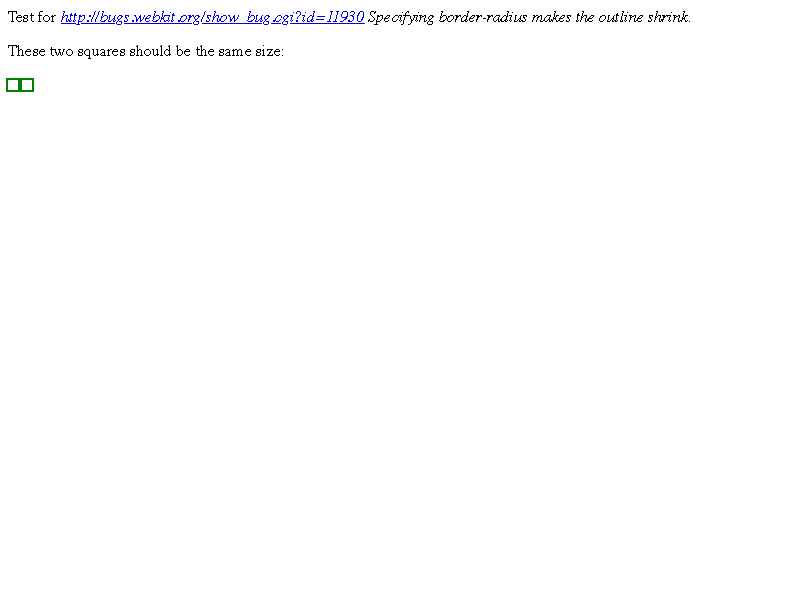 Test for http://bugs.webkit.org/show_bug.cgi?id=11930 Specifying border-radius makes the outline shrink.
These two squares should be the same size: